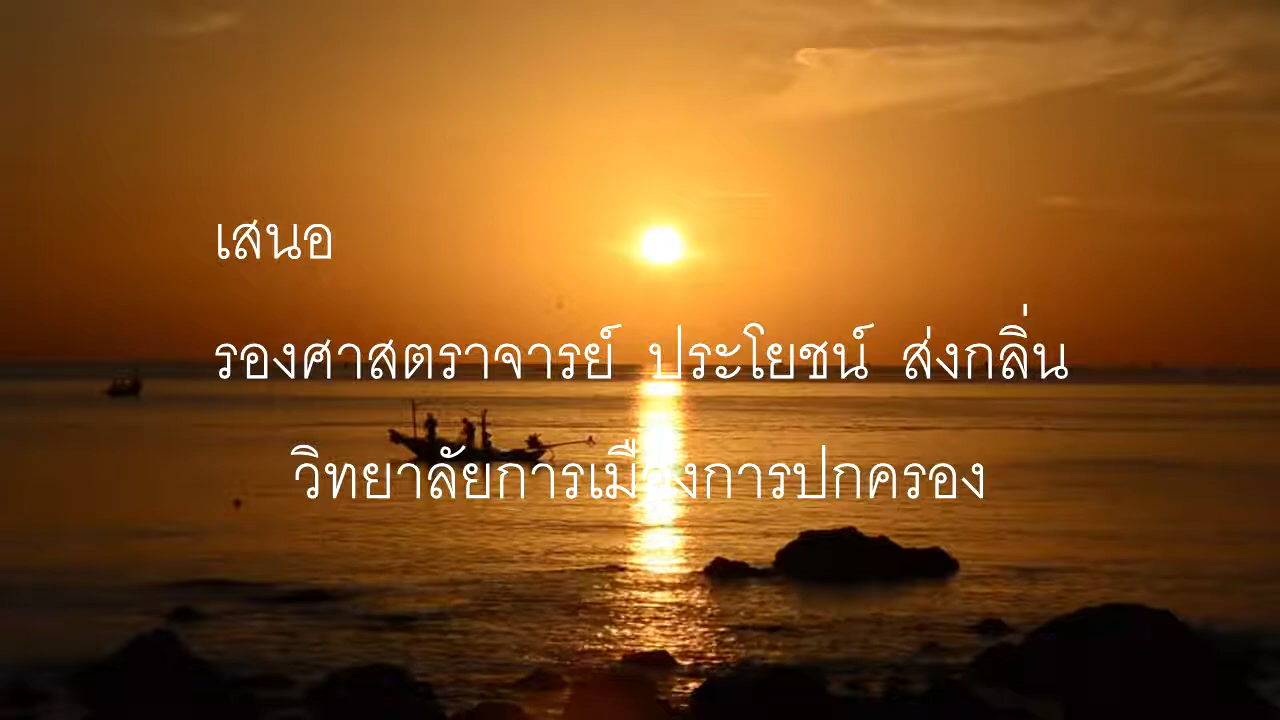 เสนอ
รองศาสตราจารย์ ประโยชน์ ส่งกลิ่น
วิทยาลัยการเมืองการปกครอง